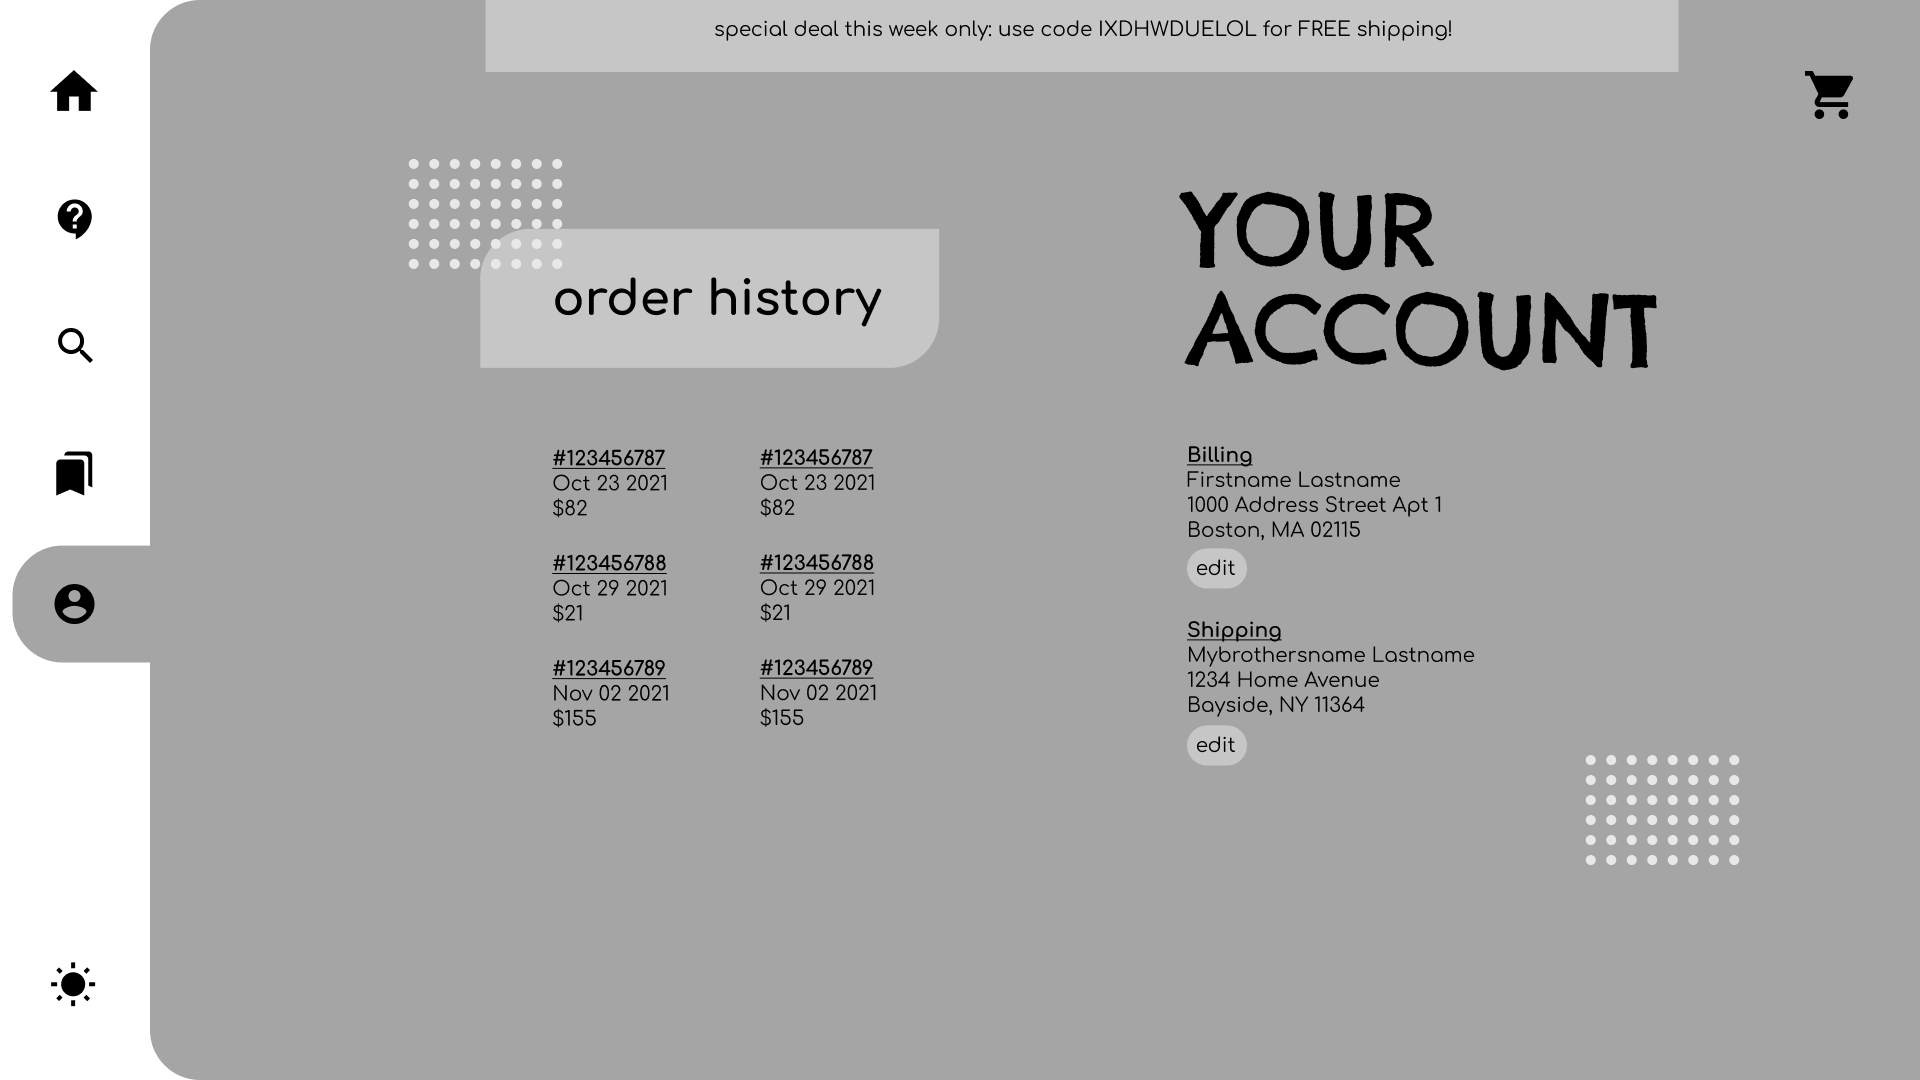 special deal this week only: use code IXDHWDUELOL for FREE shipping!
YOUR
ACCOUNT
order history
#123456787
Oct 23 2021
$82
#123456788
Oct 29 2021
$21
#123456789
Nov 02 2021
$155
#123456787
Oct 23 2021
$82
#123456788
Oct 29 2021
$21
#123456789
Nov 02 2021
$155
Billing
Firstname Lastname
1000 Address Street Apt 1
Boston, MA 02115
edit
Shipping
Mybrothersname Lastname
1234 Home Avenue
Bayside, NY 11364
edit